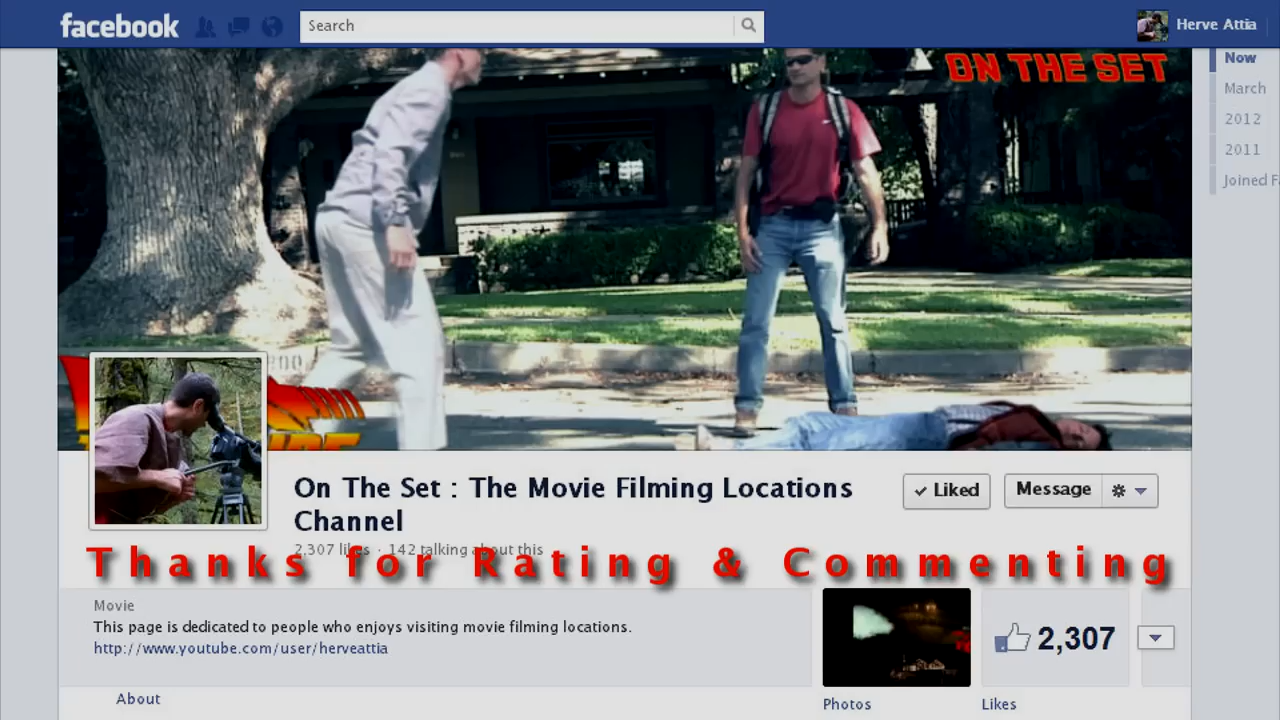 facebook
Search
Herve Attia
ON THE SET
Now
March
2012
2011
Joined F
On The Set : The Movie Filming Locations
Channel
Liked
Message
2,307 likes · 142 talking about this
Thanks for Rating & Commenting
Movie
This page is dedicated to people who enjoys visiting movie filming locations.
http://www.youtube.com/user/herveattia
2,307
About
Photos
Likes